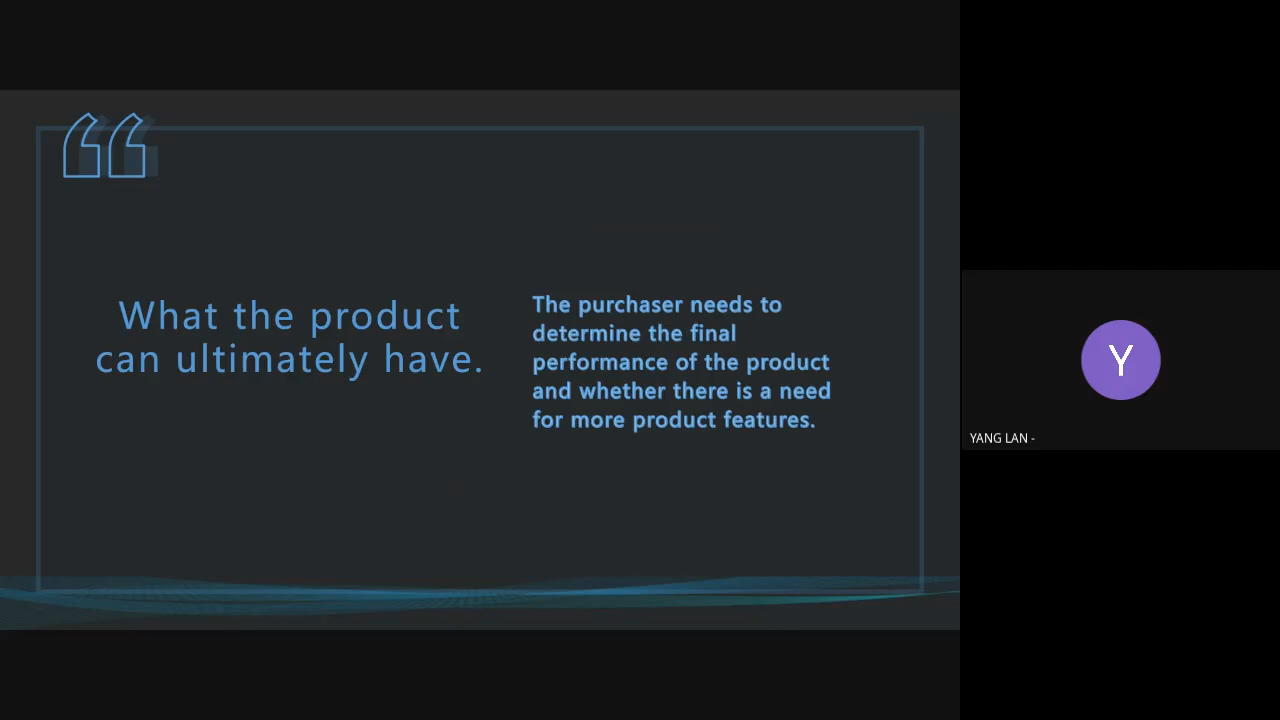 “
What the product
can ultimately have.
The purchaser needs to
determine the final
performance of the product
and whether there is a need
for more product features.
Y
YANG LAN -